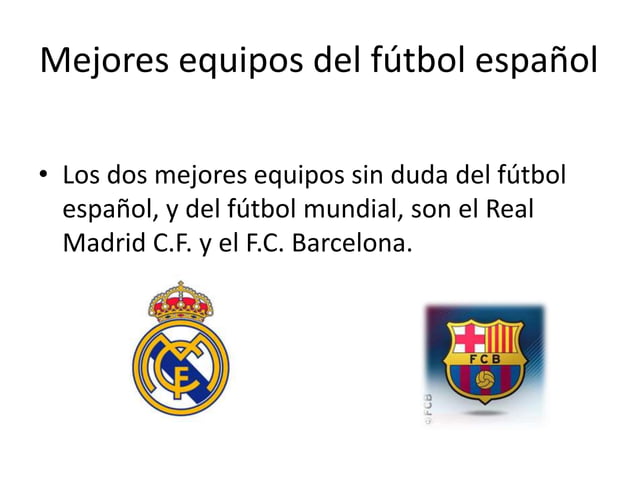 Mejores equipos del fútbol español
• Los dos mejores equipos sin duda del fútbol
español, y del fútbol mundial, son el Real
Madrid C.F. y el F.C. Barcelona.
FCB
©FCB